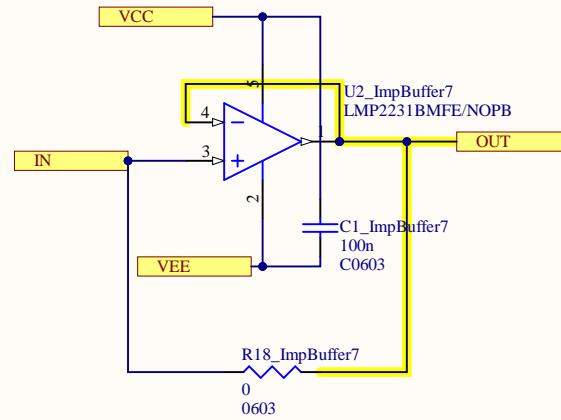 VCC
5
U2_ImpBuffer7
LMP2231BMFE/NOPB
4
1
OUT
IN
3
2
C1_ImpBuffer7
100n
C0603
VEE
R18_ImpBuffer7
0
0603